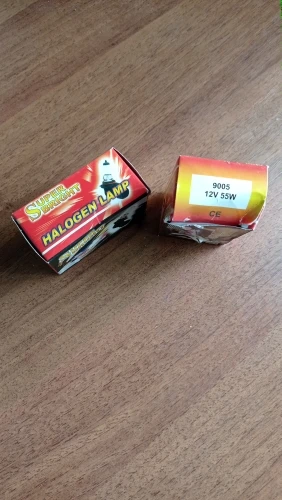 SUPER
BRIGHT
HALOGEN LAMP
9005
12V 55W
CE